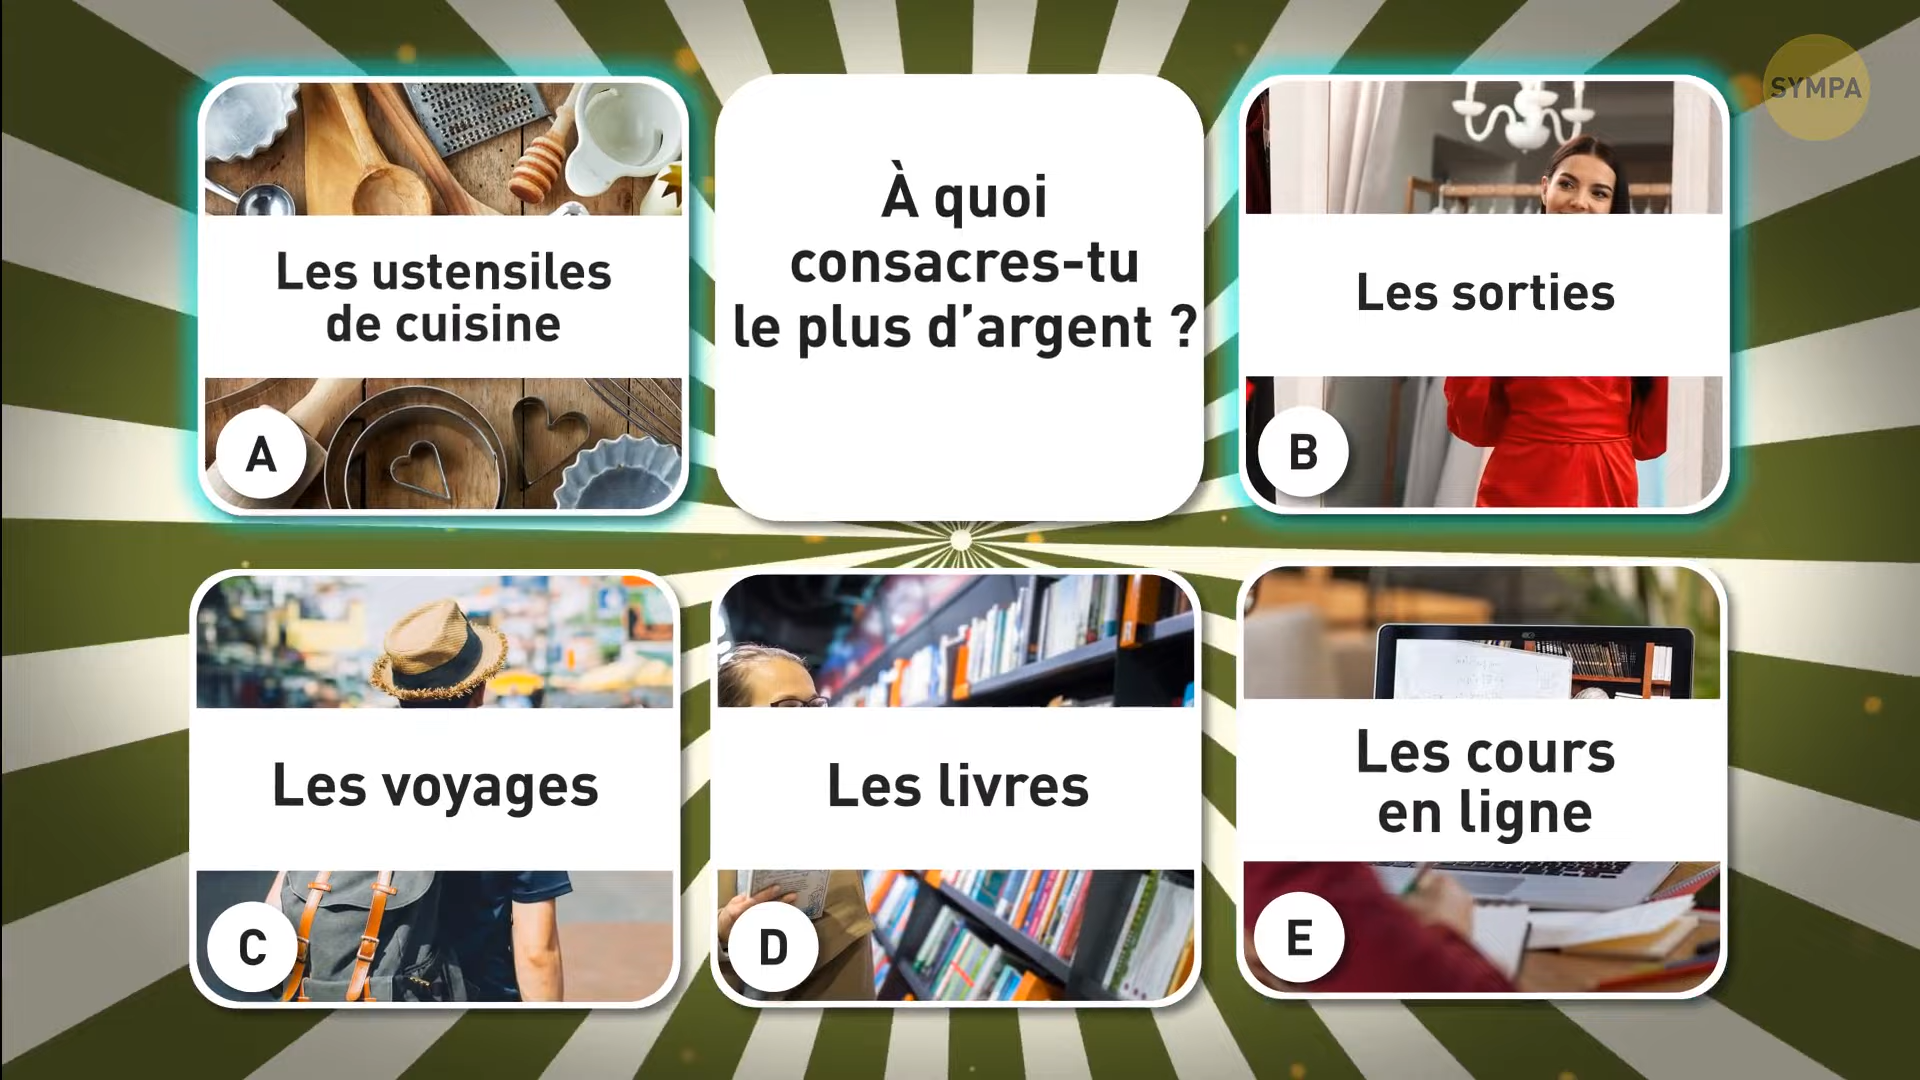 SYMPA
Les ustensiles
de cuisine
A
À quoi
consacres-tu
le plus d’argent ?
Les sorties
B
Les voyages
C
Les livres
D
Les cours
en ligne
E